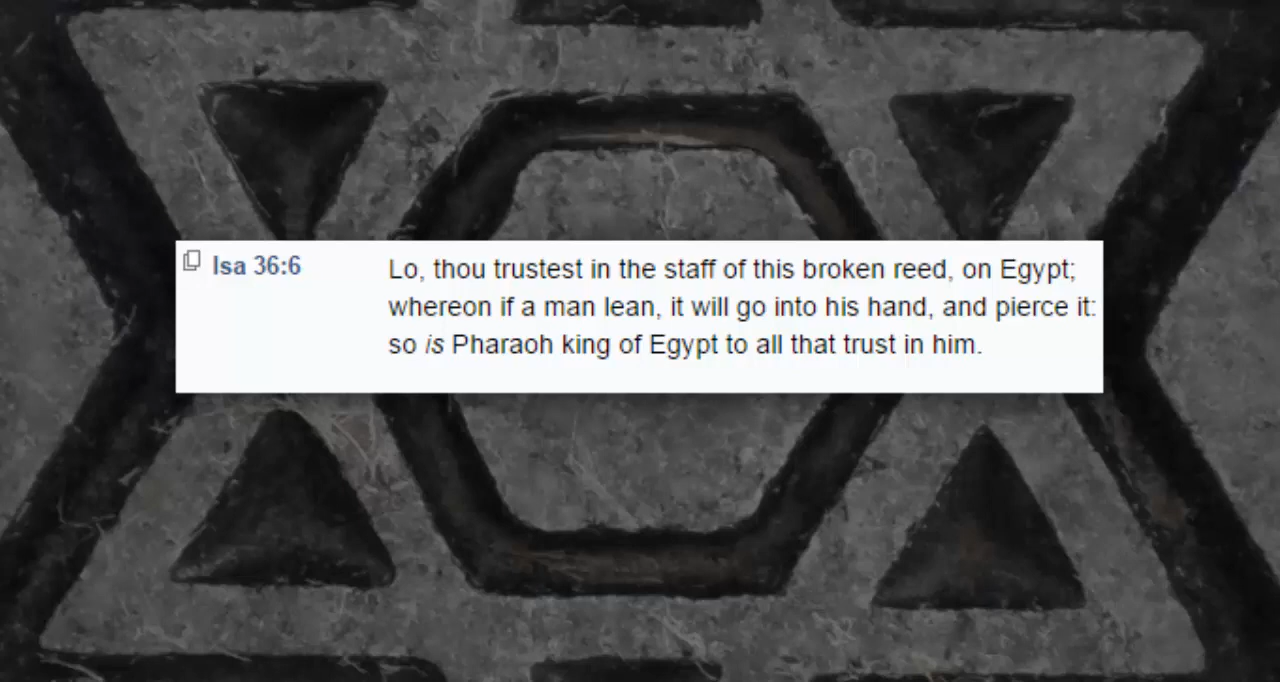 Isa 36:6
Lo, thou trustest in the staff of this broken reed, on Egypt;
whereon if a man lean, it will go into his hand, and pierce it:
so is Pharaoh king of Egypt to all that trust in him.